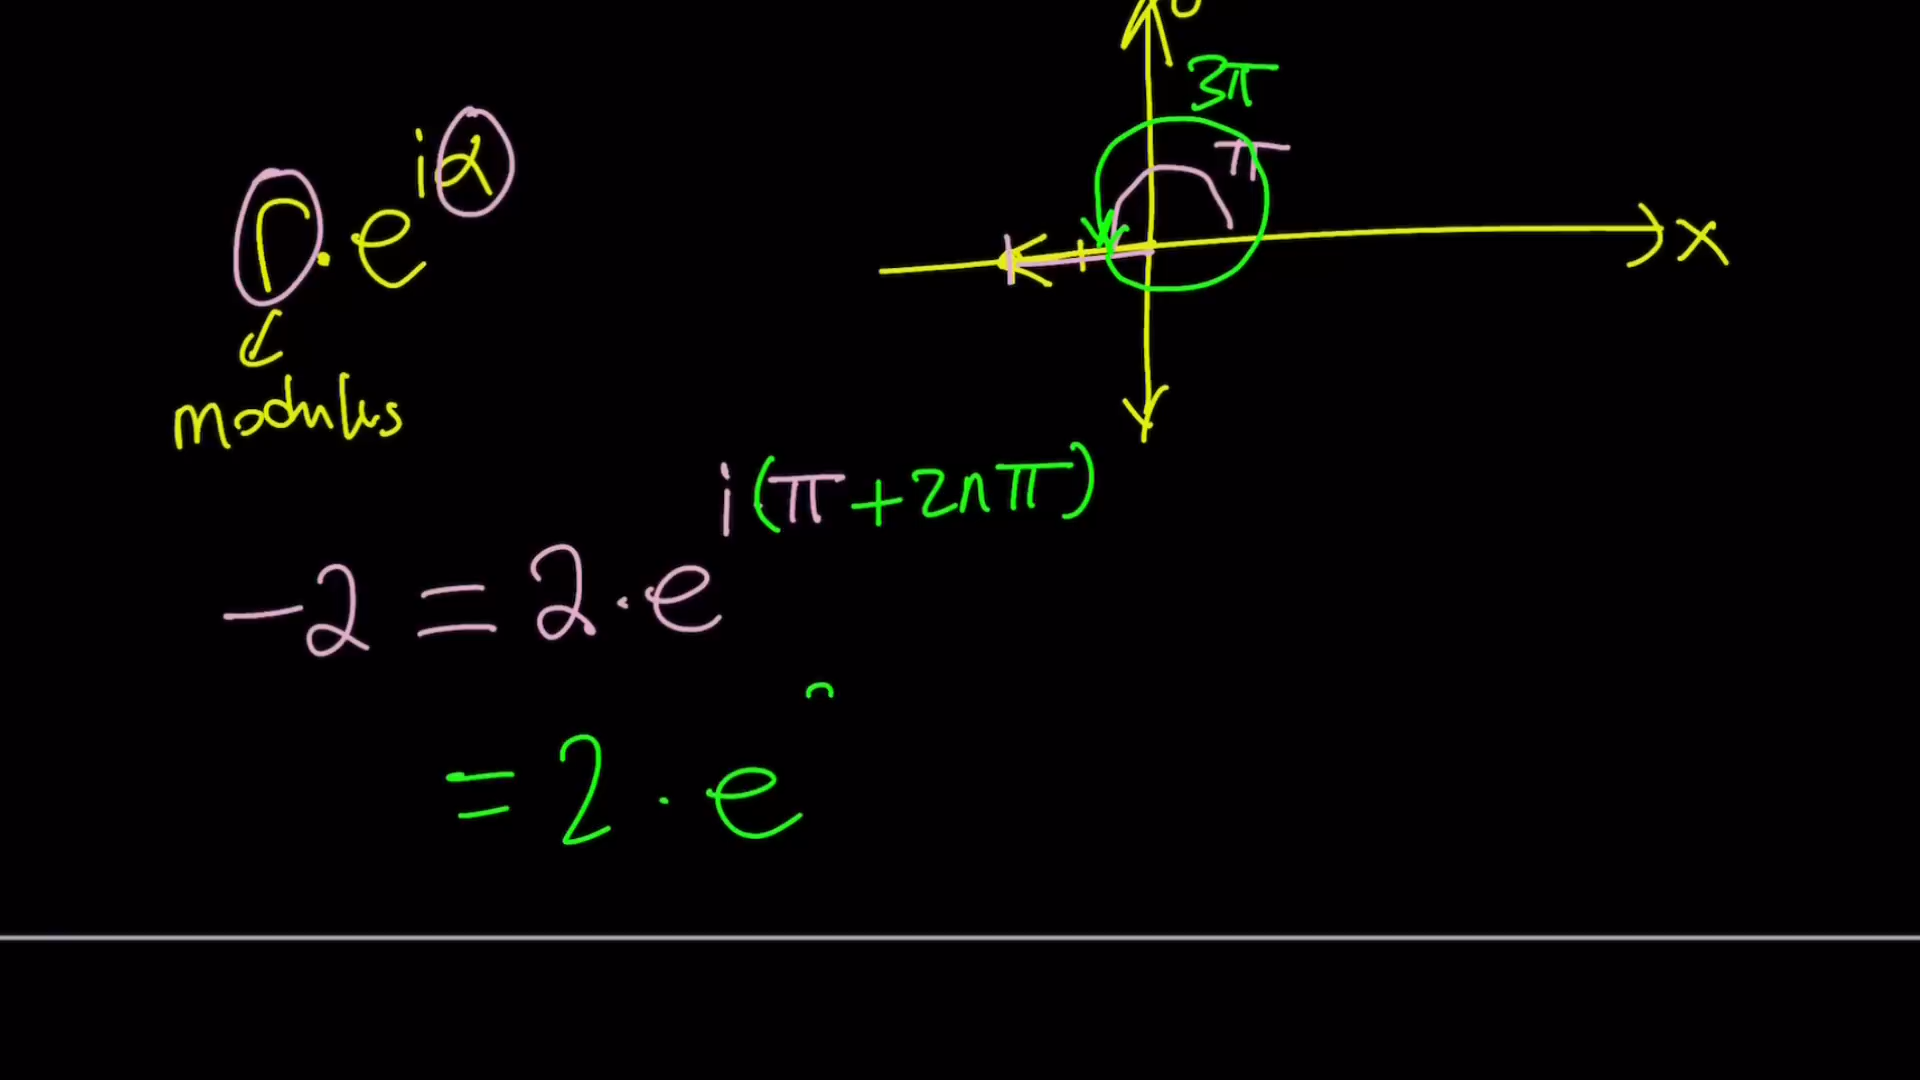 3π
π
r·e^{iα}
x
modulus
-2 = 2·e^{i(π+2nπ)}
= 2·e